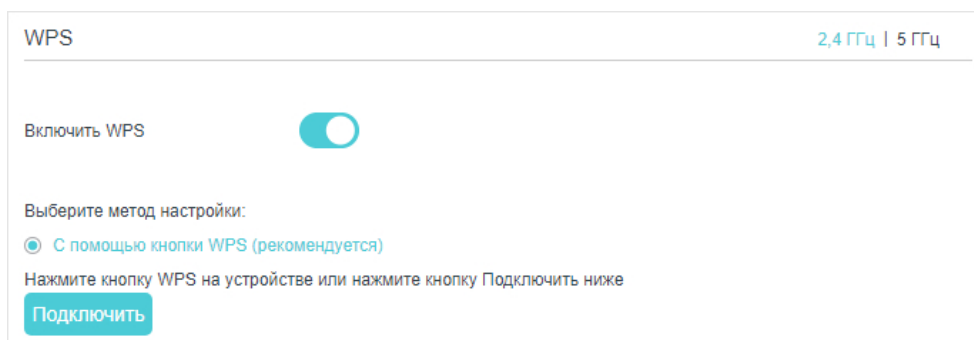 WPS 2,4 ГГц | 5 ГГц
Включить WPS
Выберите метод настройки:
С помощью кнопки WPS (рекомендуется)
Нажмите кнопку WPS на устройстве или нажмите кнопку Подключить ниже
Подключить